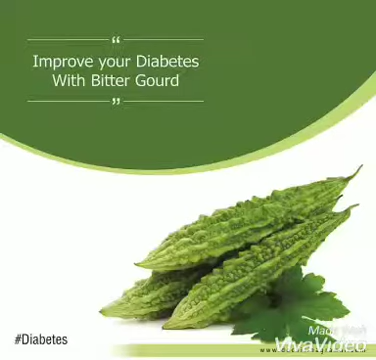 “
Improve your Diabetes
With Bitter Gourd
”
#Diabetes
Made With
VivaVideo